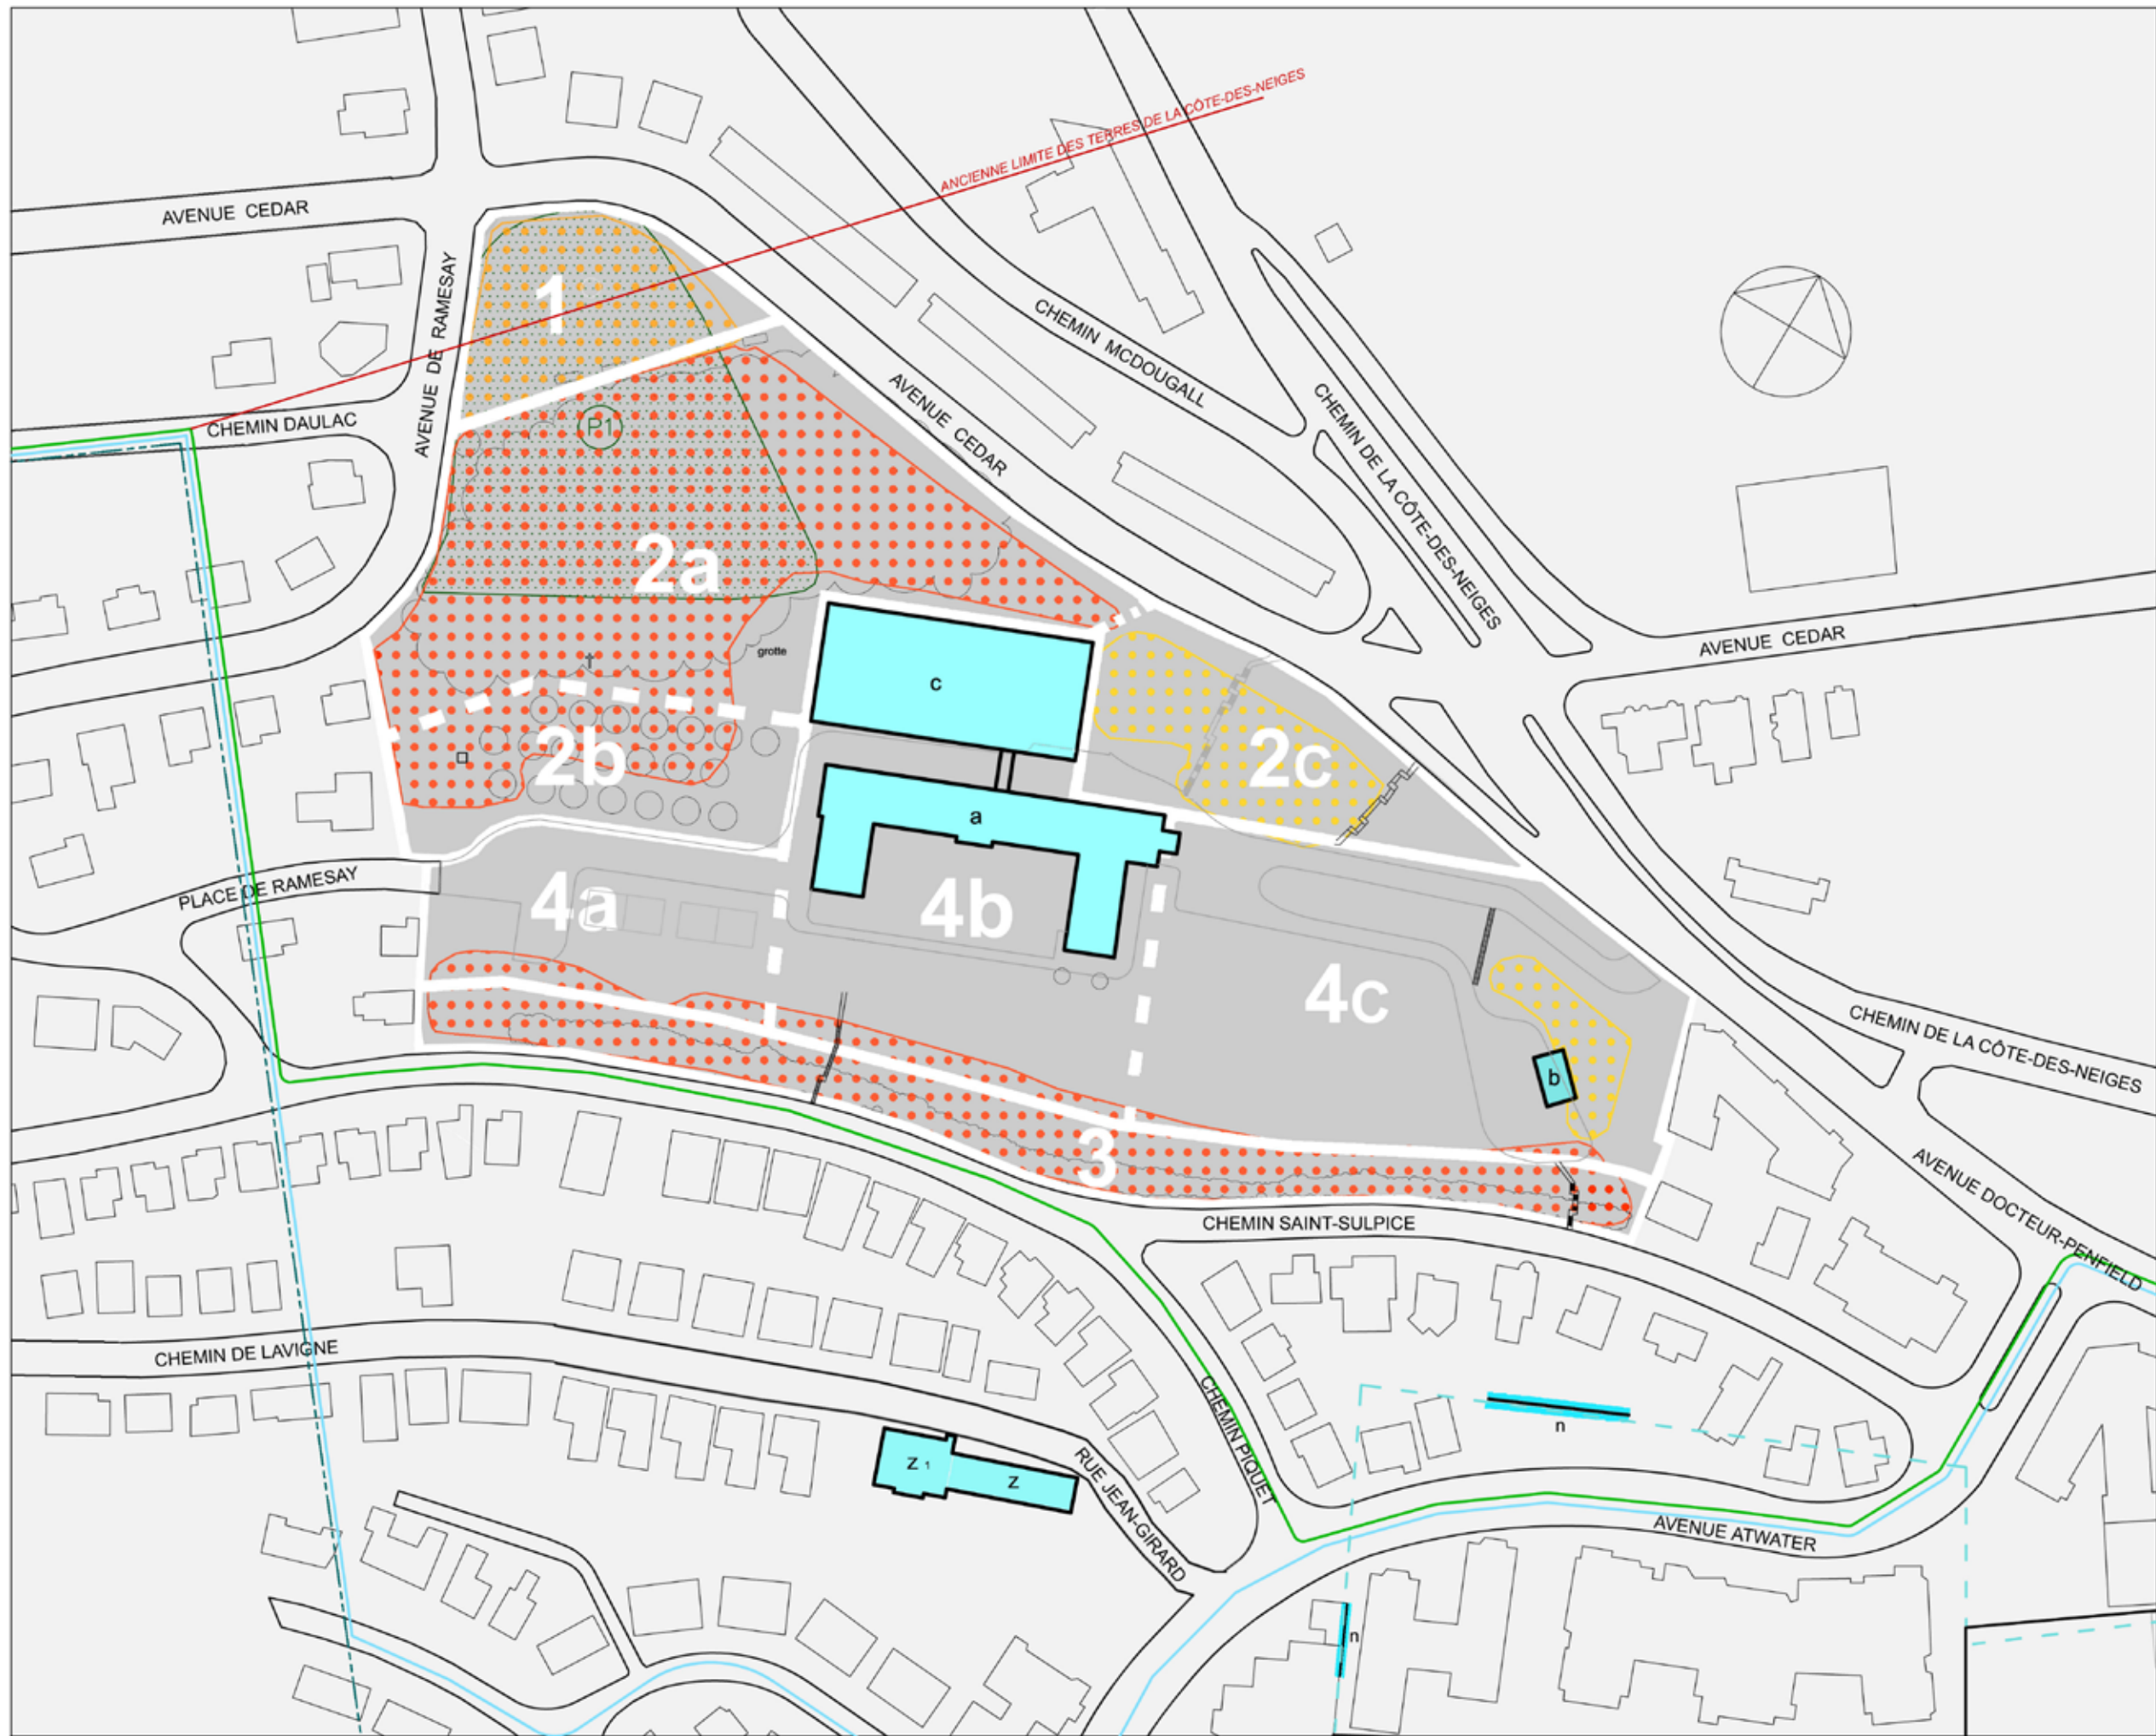 ANCIENNE LIMITE DES TERRES DE LA CÔTE-DES-NEIGES
AVENUE CEDAR
AVENUE DE RAMESAY
1
CHEMIN MCDOUGALL
AVENUE CEDAR
CHEMIN DE LA CÔTE-DES-NEIGES
CHEMIN DAULAC
P1
2a
AVENUE CEDAR
grotte
c
2b
2c
a
PLACE DE RAMESAY
4a
4b
4c
CHEMIN DE LA CÔTE-DES-NEIGES
b
3
AVENUE DOCTEUR-PENFIELD
CHEMIN SAINT-SULPICE
CHEMIN DE LAVIGNE
CHEMIN PIQUET
n
z 1
z
RUE JEAN-GIRARD
AVENUE ATWATER
n